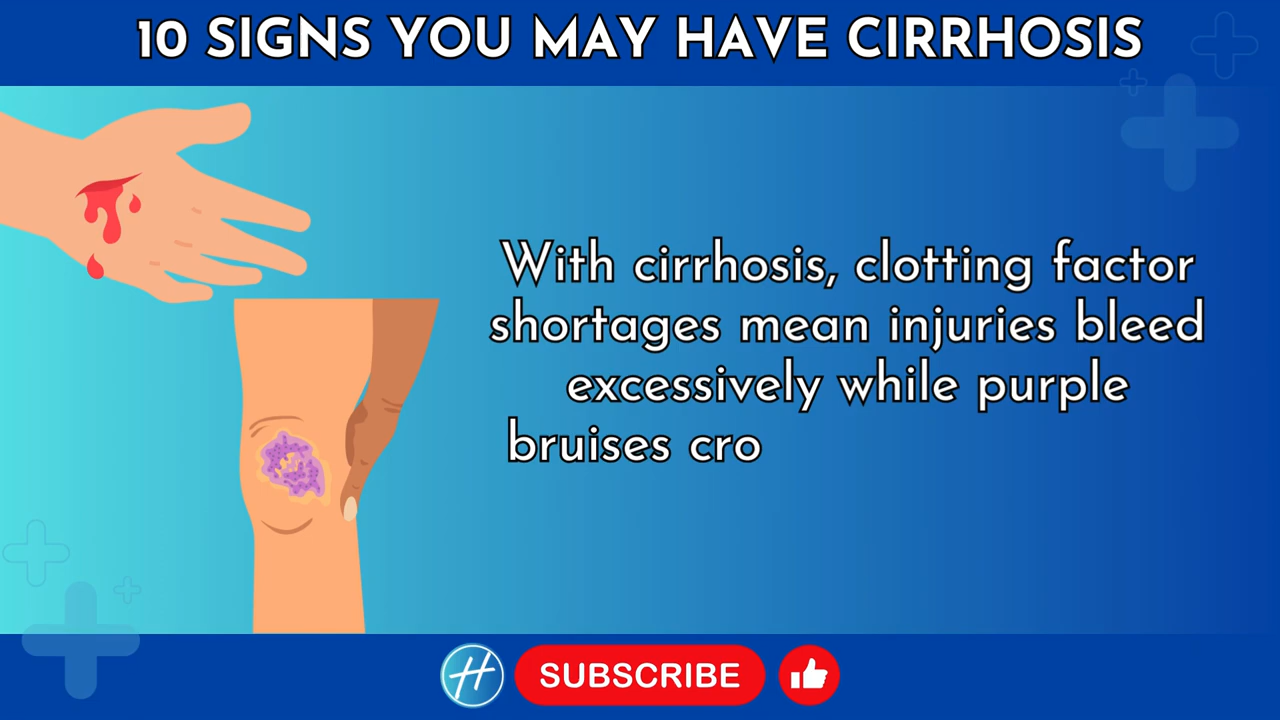 10 SIGNS YOU MAY HAVE CIRRHOSIS
With cirrhosis, clotting factor
shortages mean injuries bleed
excessively while purple
bruises cro
SUBSCRIBE